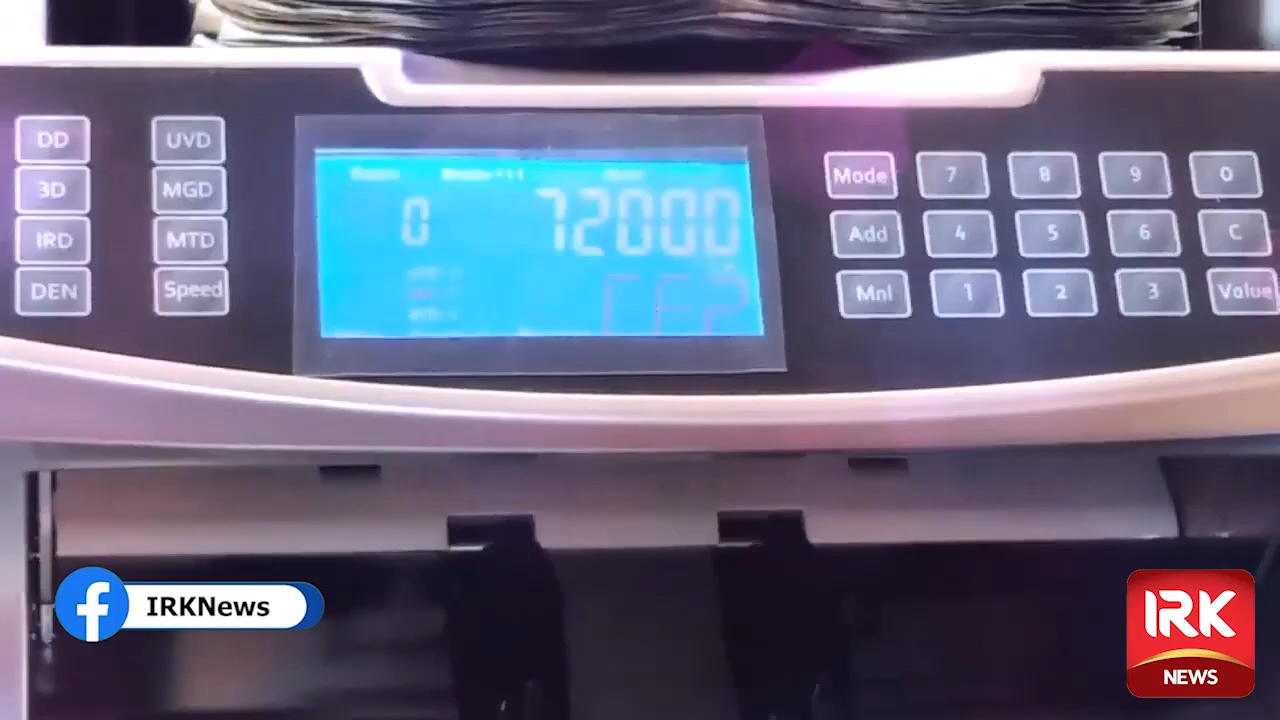 DD UVD
3D MGD
IRD MTD
DEN Speed
0 72000
CF2
Mode 7 8 9 0
Add 4 5 6 C
Mnl 1 2 3 Value
IRKNews
IRK
NEWS